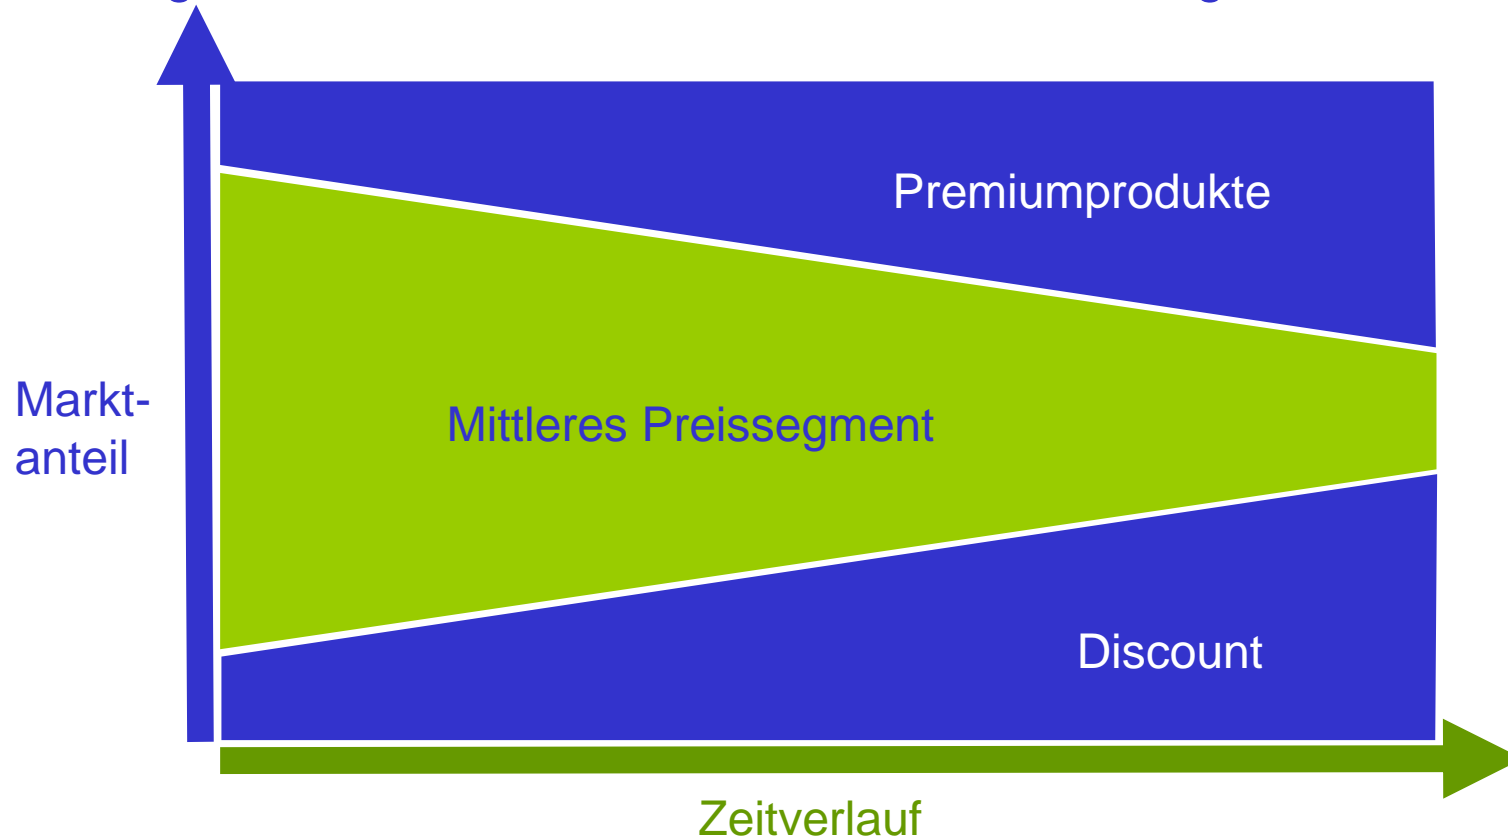 Premiumprodukte
Markt-
anteil
Mittleres Preissegment
Discount
Zeitverlauf